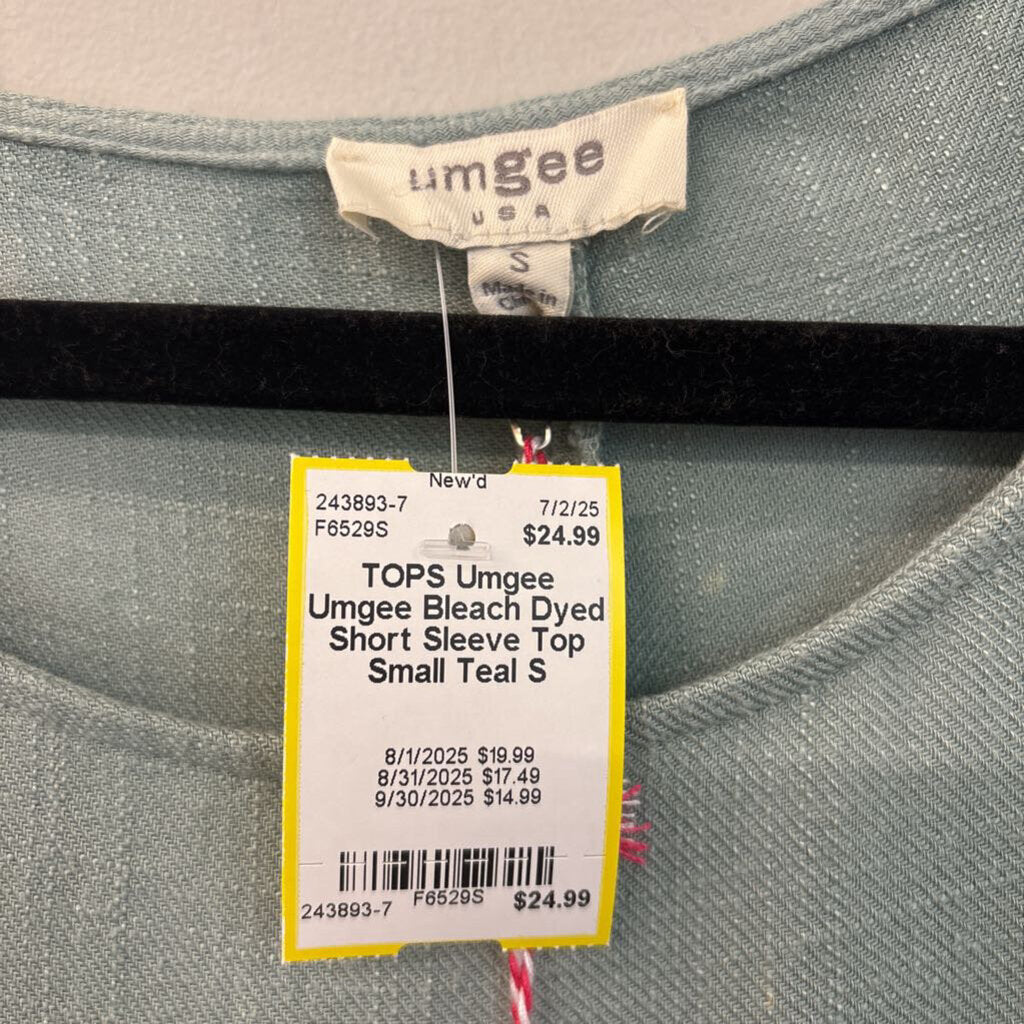 umgee
USA
S
Made in
New'd
243893-7 7/2/25
F6529S $24.99
TOPS Umgee
Umgee Bleach Dyed
Short Sleeve Top
Small Teal S
8/1/2025 $19.99
8/31/2025 $17.49
9/30/2025 $14.99
243893-7 F6529S $24.99